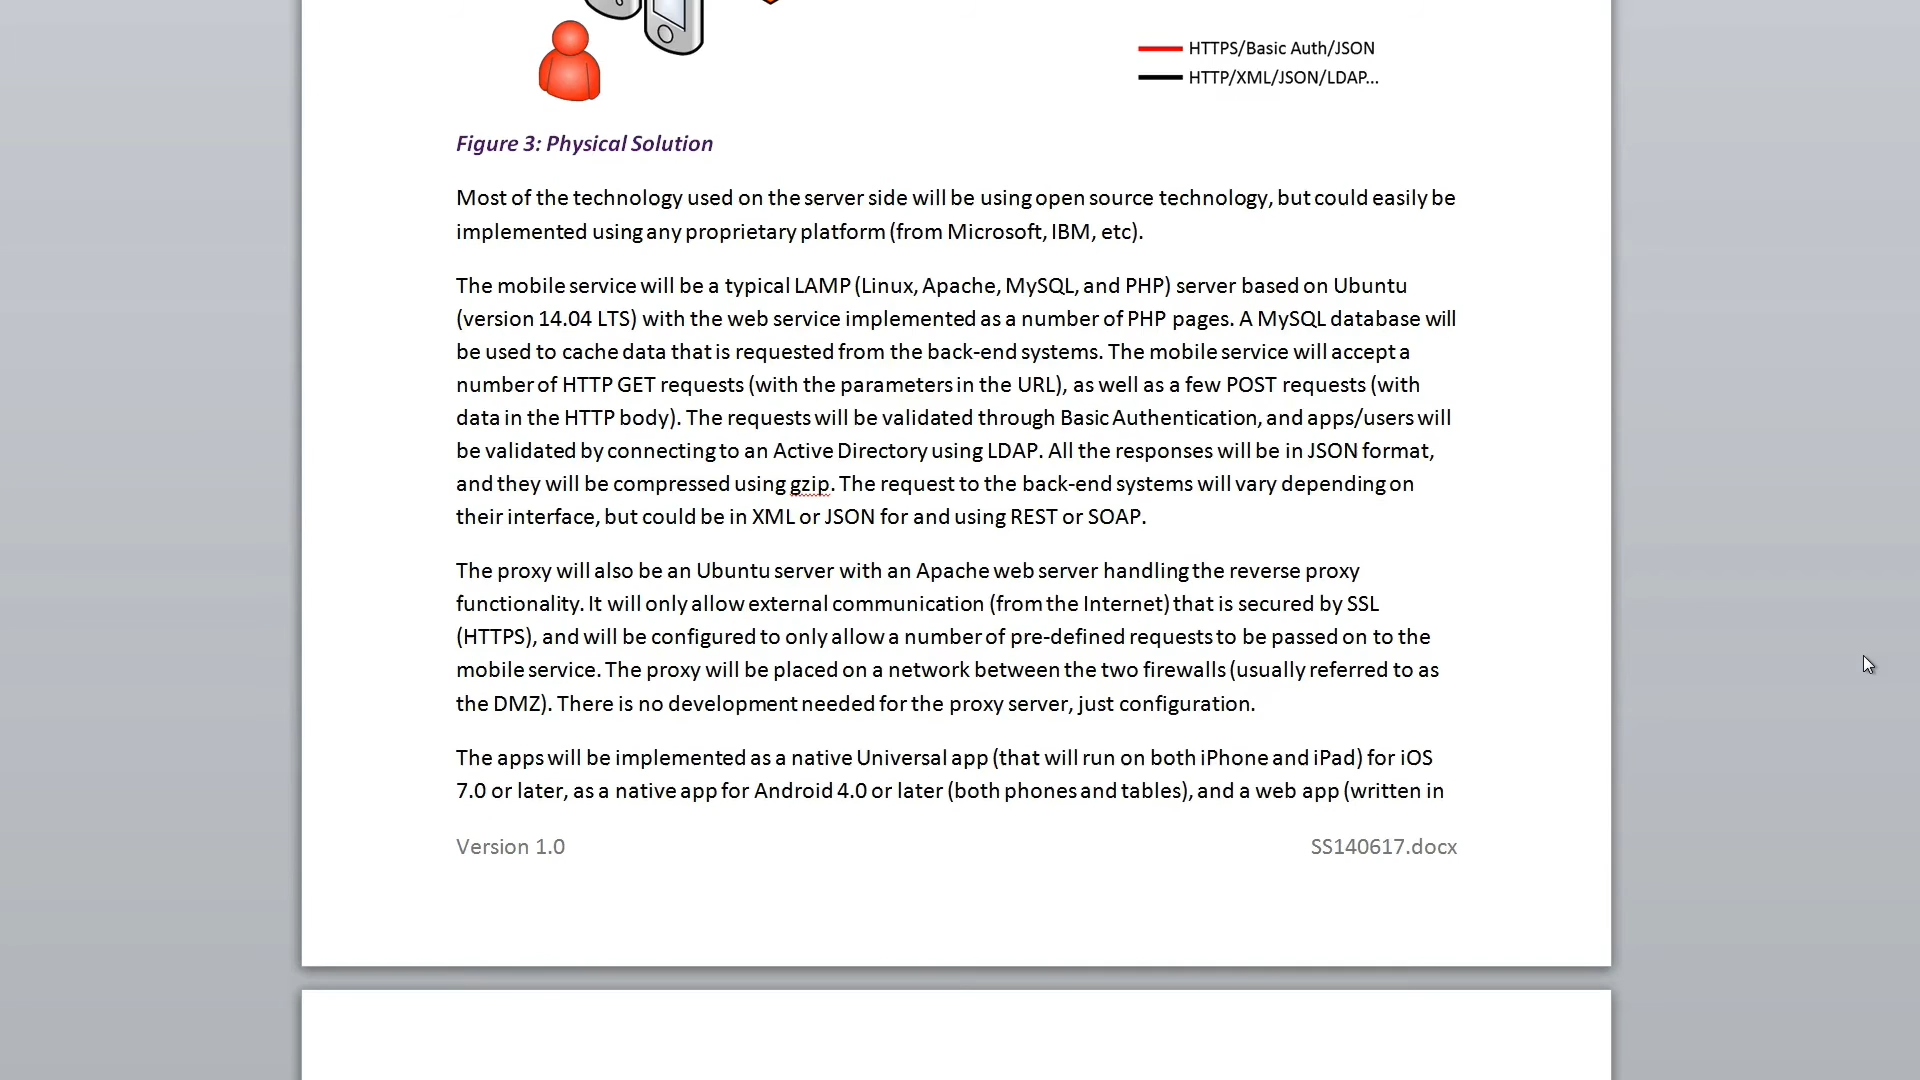 HTTPS/Basic Auth/JSON
HTTP/XML/JSON/LDAP...
Figure 3: Physical Solution
Most of the technology used on the server side will be using open source technology, but could easily be
implemented using any proprietary platform (from Microsoft, IBM, etc).
The mobile service will be a typical LAMP (Linux, Apache, MySQL, and PHP) server based on Ubuntu
(version 14.04 LTS) with the web service implemented as a number of PHP pages. A MySQL database will
be used to cache data that is requested from the back-end systems. The mobile service will accept a
number of HTTP GET requests (with the parameters in the URL), as well as a few POST requests (with
data in the HTTP body). The requests will be validated through Basic Authentication, and apps/users will
be validated by connecting to an Active Directory using LDAP. All the responses will be in JSON format,
and they will be compressed using gzip. The request to the back-end systems will vary depending on
their interface, but could be in XML or JSON for and using REST or SOAP.
The proxy will also be an Ubuntu server with an Apache web server handling the reverse proxy
functionality. It will only allow external communication (from the Internet) that is secured by SSL
(HTTPS), and will be configured to only allow a number of pre-defined requests to be passed on to the
mobile service. The proxy will be placed on a network between the two firewalls (usually referred to as
the DMZ). There is no development needed for the proxy server, just configuration.
The apps will be implemented as a native Universal app (that will run on both iPhone and iPad) for iOS
7.0 or later, as a native app for Android 4.0 or later (both phones and tables), and a web app (written in
Version 1.0
SS140617.docx